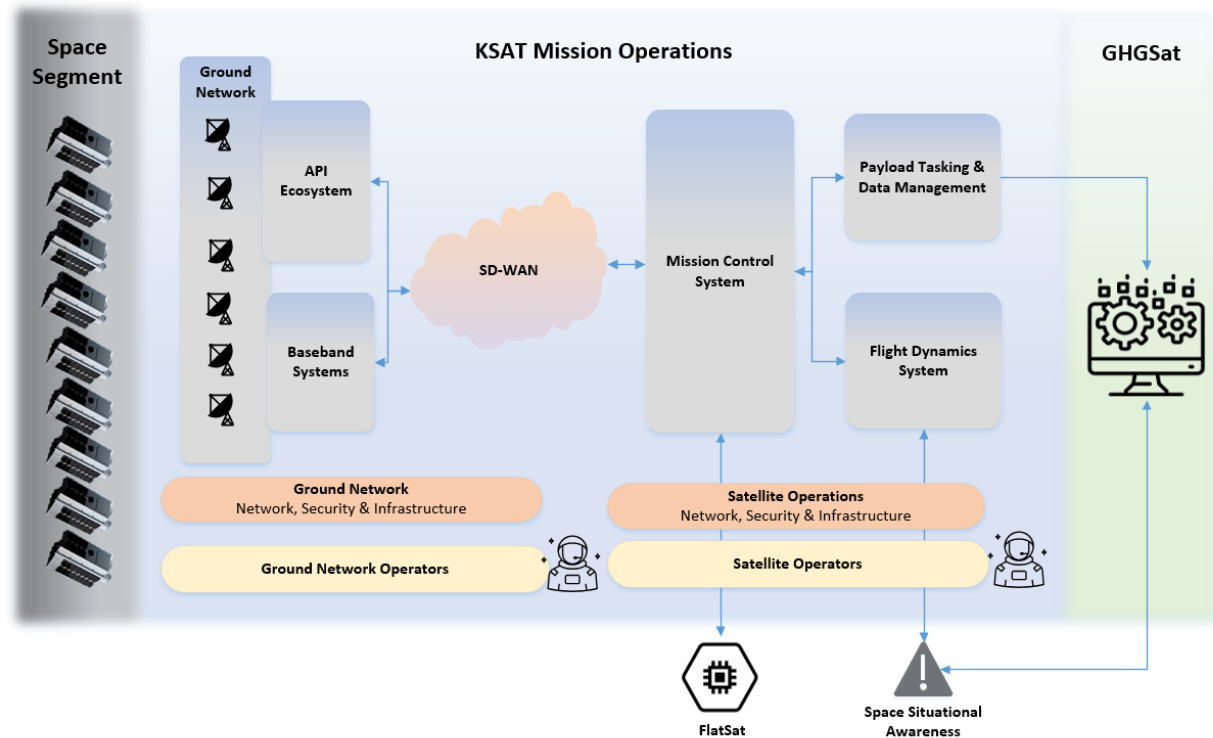 Space
Segment
KSAT Mission Operations
GHGSat
Ground
Network
API
Ecosystem
Baseband
Systems
SD-WAN
Mission Control
System
Payload Tasking &
Data Management
Flight Dynamics
System
Ground Network
Network, Security & Infrastructure
Satellite Operations
Network, Security & Infrastructure
Ground Network Operators
Satellite Operators
FlatSat
Space Situational
Awareness